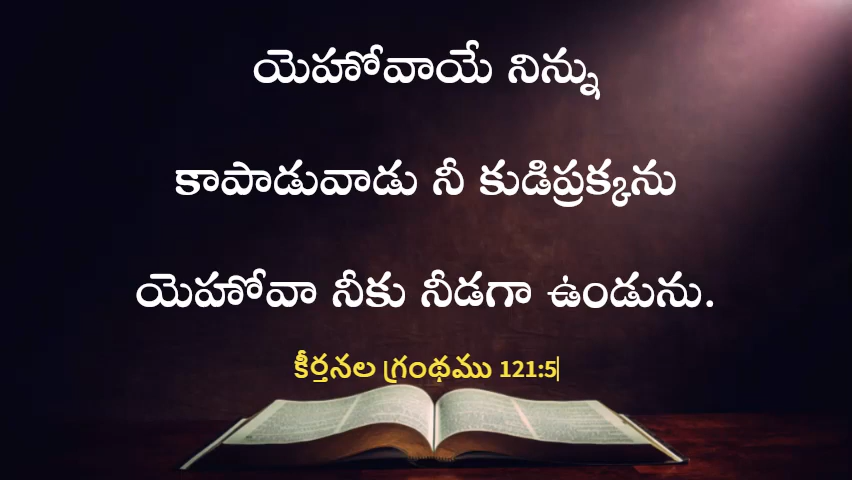 యెహోవాయే నిన్ను
కాపాడువాడు నీ కుడిప్రక్కను
యెహోవా నీకు నీడగా ఉండును.
కీర్తనల గ్రంథము 121:5|